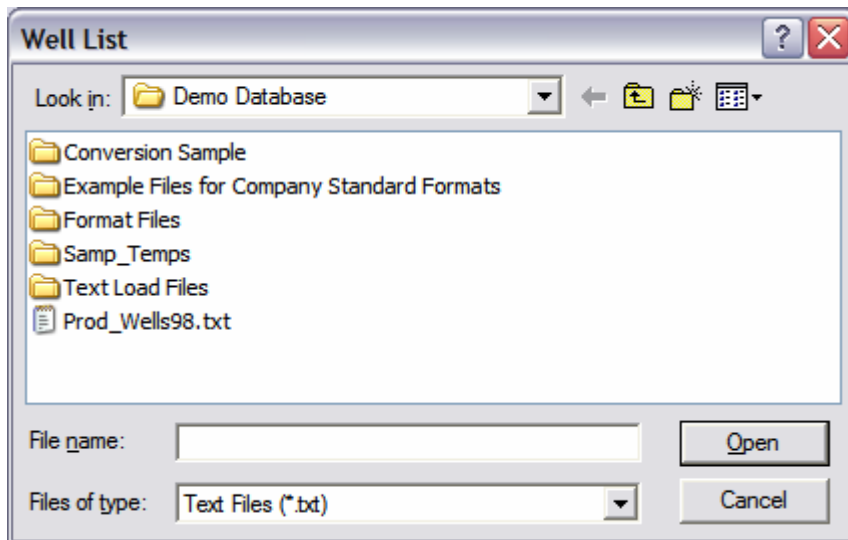 Well List
Look in: Demo Database
Conversion Sample
Example Files for Company Standard Formats
Format Files
Samp_Temps
Text Load Files
Prod_Wells98.txt
File name: Open
Files of type: Text Files (*.txt) Cancel